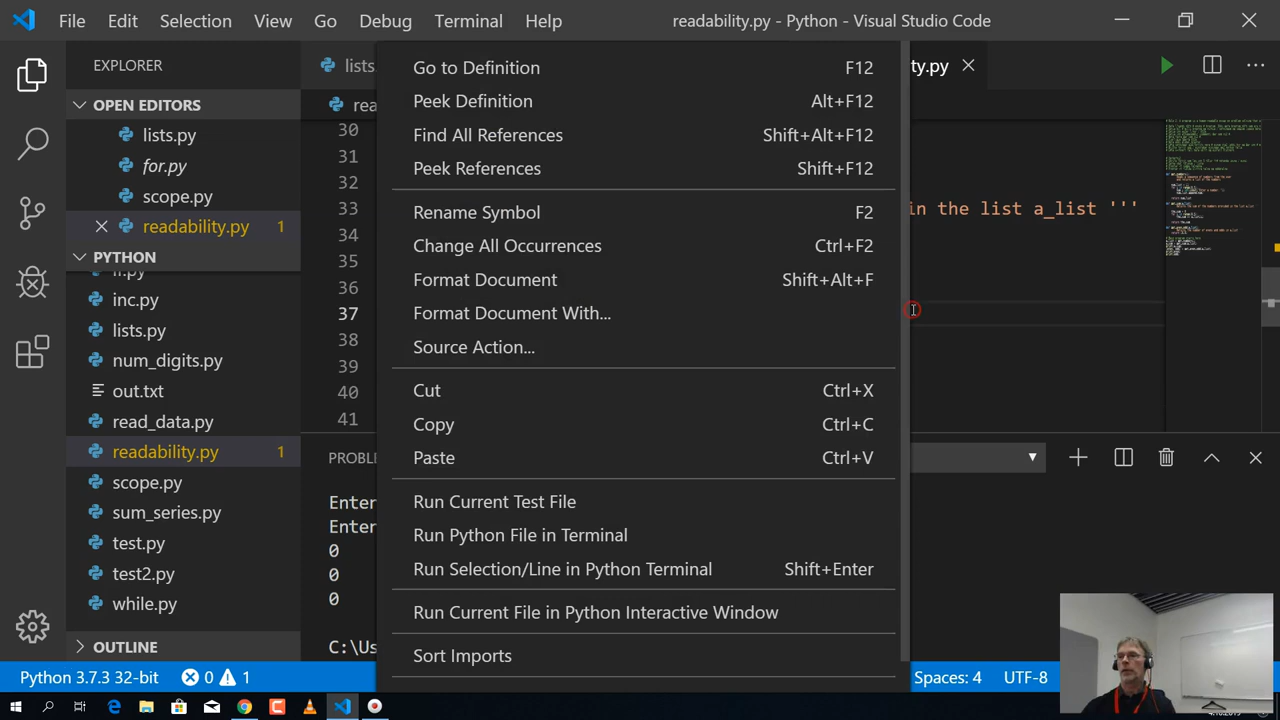 File Edit Selection View Go Debug Terminal Help readability.py - Python - Visual Studio Code
EXPLORER
OPEN EDITORS
lists.py
for.py
scope.py
readability.py 1
PYTHON
inc.py
lists.py
num_digits.py
out.txt
read_data.py
readability.py 1
scope.py
sum_series.py
test.py
test2.py
while.py
OUTLINE
lists
ty.py
rea
30
31
32
33 in the list a_list '''
34
35
36
37
38
39
40
41
Go to Definition F12
Peek Definition Alt+F12
Find All References Shift+Alt+F12
Peek References Shift+F12
Rename Symbol F2
Change All Occurrences Ctrl+F2
Format Document Shift+Alt+F
Format Document With...
Source Action...
Cut Ctrl+X
Copy Ctrl+C
Paste Ctrl+V
Run Current Test File
Run Python File in Terminal
Run Selection/Line in Python Terminal Shift+Enter
Run Current File in Python Interactive Window
Sort Imports
PROBL
Enter
Enter
0
0
0
C:\Us
Python 3.7.3 32-bit 0 1 Spaces: 4 UTF-8